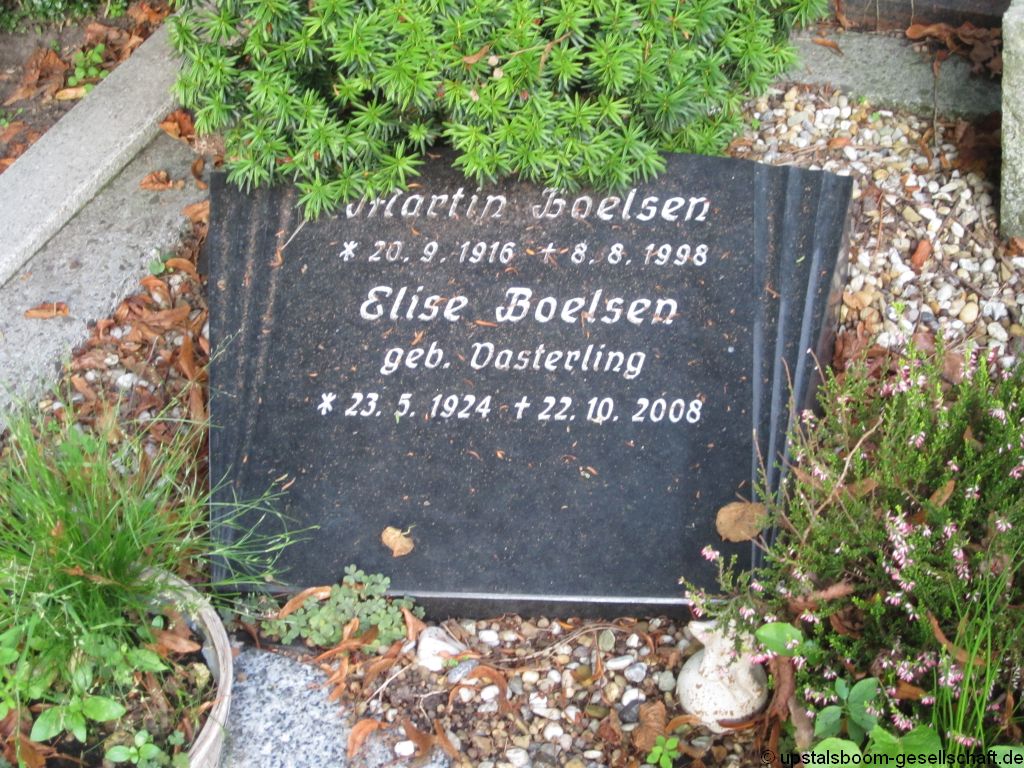 Martin Boelsen
* 20. 9. 1916 † 8. 8. 1998
Elise Boelsen
geb. Oosterling
* 23. 5. 1924 † 22. 10. 2008
© upstalsboom-gesellschaft.de